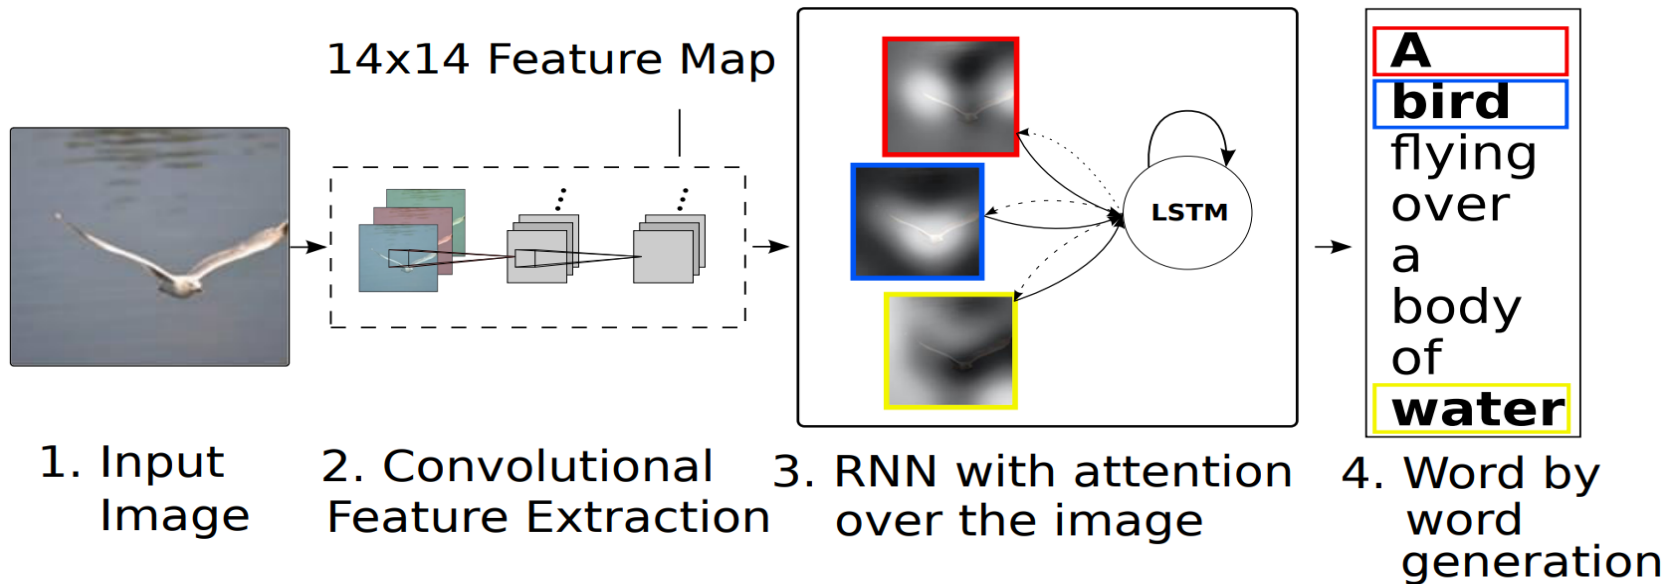 14x14 Feature Map
LSTM
A
bird
flying
over
a
body
of
water
1. Input
Image
2. Convolutional
Feature Extraction
3. RNN with attention
over the image
4. Word by
word
generation